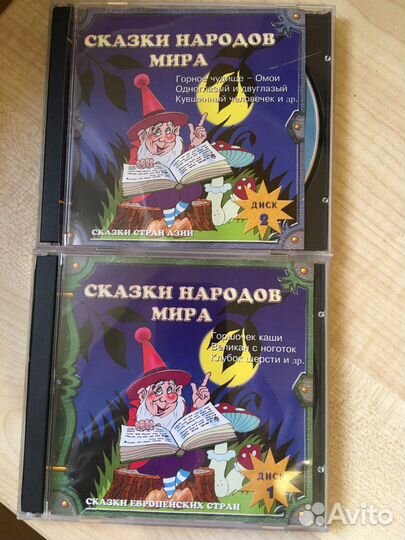 СКАЗКИ НАРОДОВ
МИРА
Горное чудище - Омои
Одноглазый и двуглазый
Кувшинный человечек и др.
ДИСК
2
СКАЗКИ СТРАН АЗИИ
СКАЗКИ НАРОДОВ
МИРА
Горшочек каши
Великан с ноготок
Клубок шерсти и др.
ДИСК
1
СКАЗКИ ЕВРОПЕЙСКИХ СТРАН
Avito